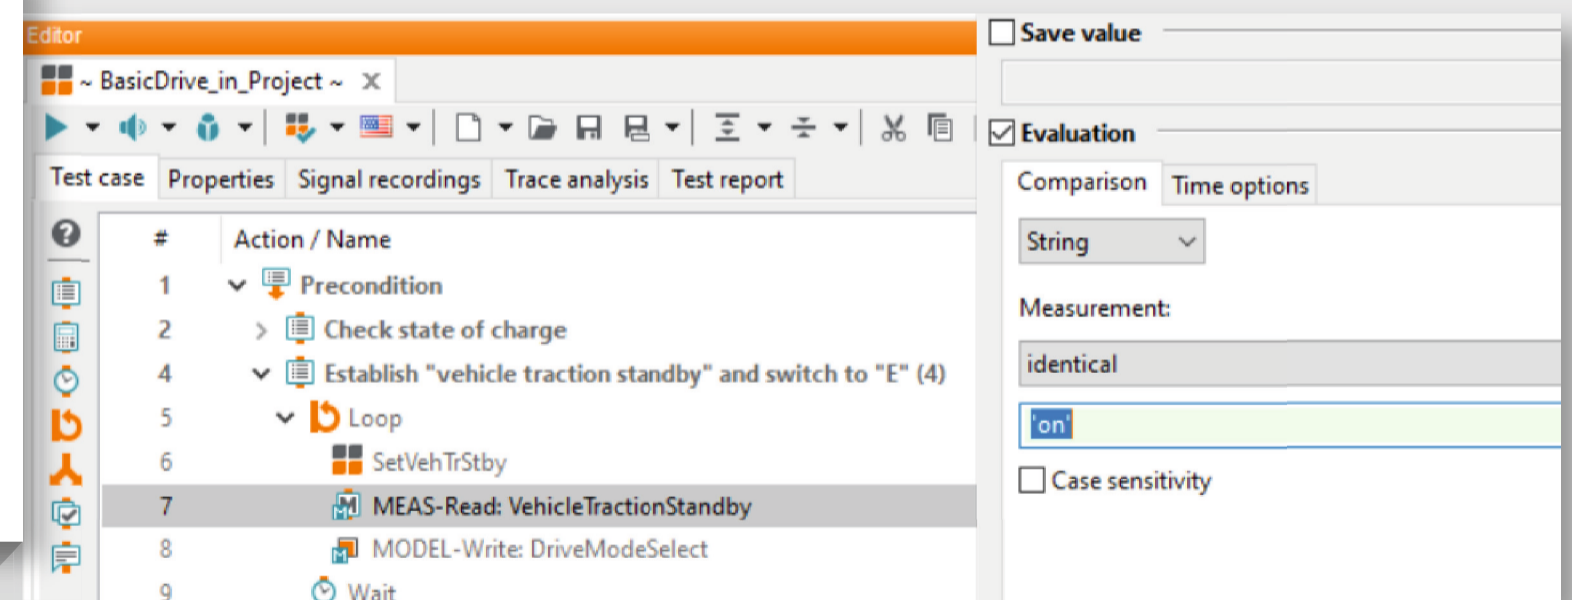 Editor
~ BasicDrive_in_Project ~
Test case Properties Signal recordings Trace analysis Test report
# Action / Name
1 Precondition
2 Check state of charge
4 Establish "vehicle traction standby" and switch to "E" (4)
5 Loop
6 SetVehTrStby
7 MEAS-Read: VehicleTractionStandby
8 MODEL-Write: DriveModeSelect
9 Wait
Save value
Evaluation
Comparison Time options
String
Measurement:
identical
'on'
Case sensitivity